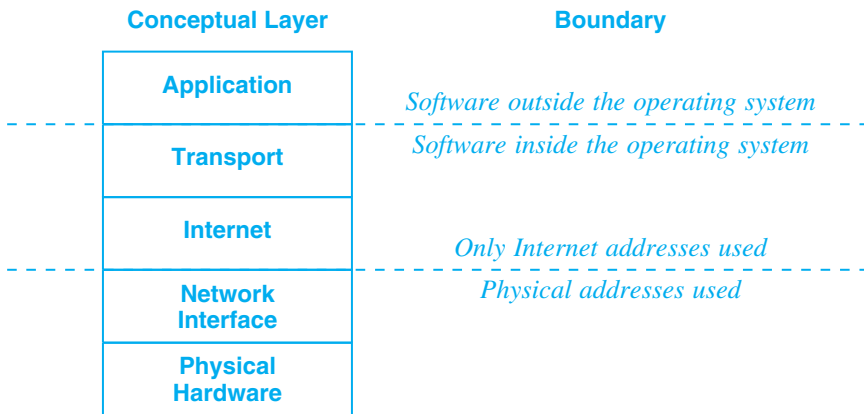 Conceptual Layer
Boundary
Application
Software outside the operating system
Software inside the operating system
Transport
Internet
Only Internet addresses used
Physical addresses used
Network
Interface
Physical
Hardware